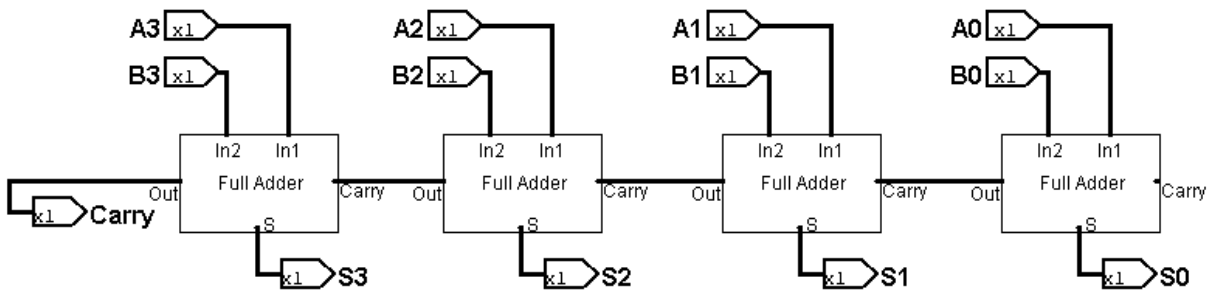 A3 x1 A2 x1 A1 x1 A0 x1
B3 x1 B2 x1 B1 x1 B0 x1
In2 In1 In2 In1 In2 In1 In2 In1
Out Full Adder Carry Out Full Adder Carry Out Full Adder Carry Out Full Adder Carry
x1 Carry S S S S
x1 S3 x1 S2 x1 S1 x1 S0